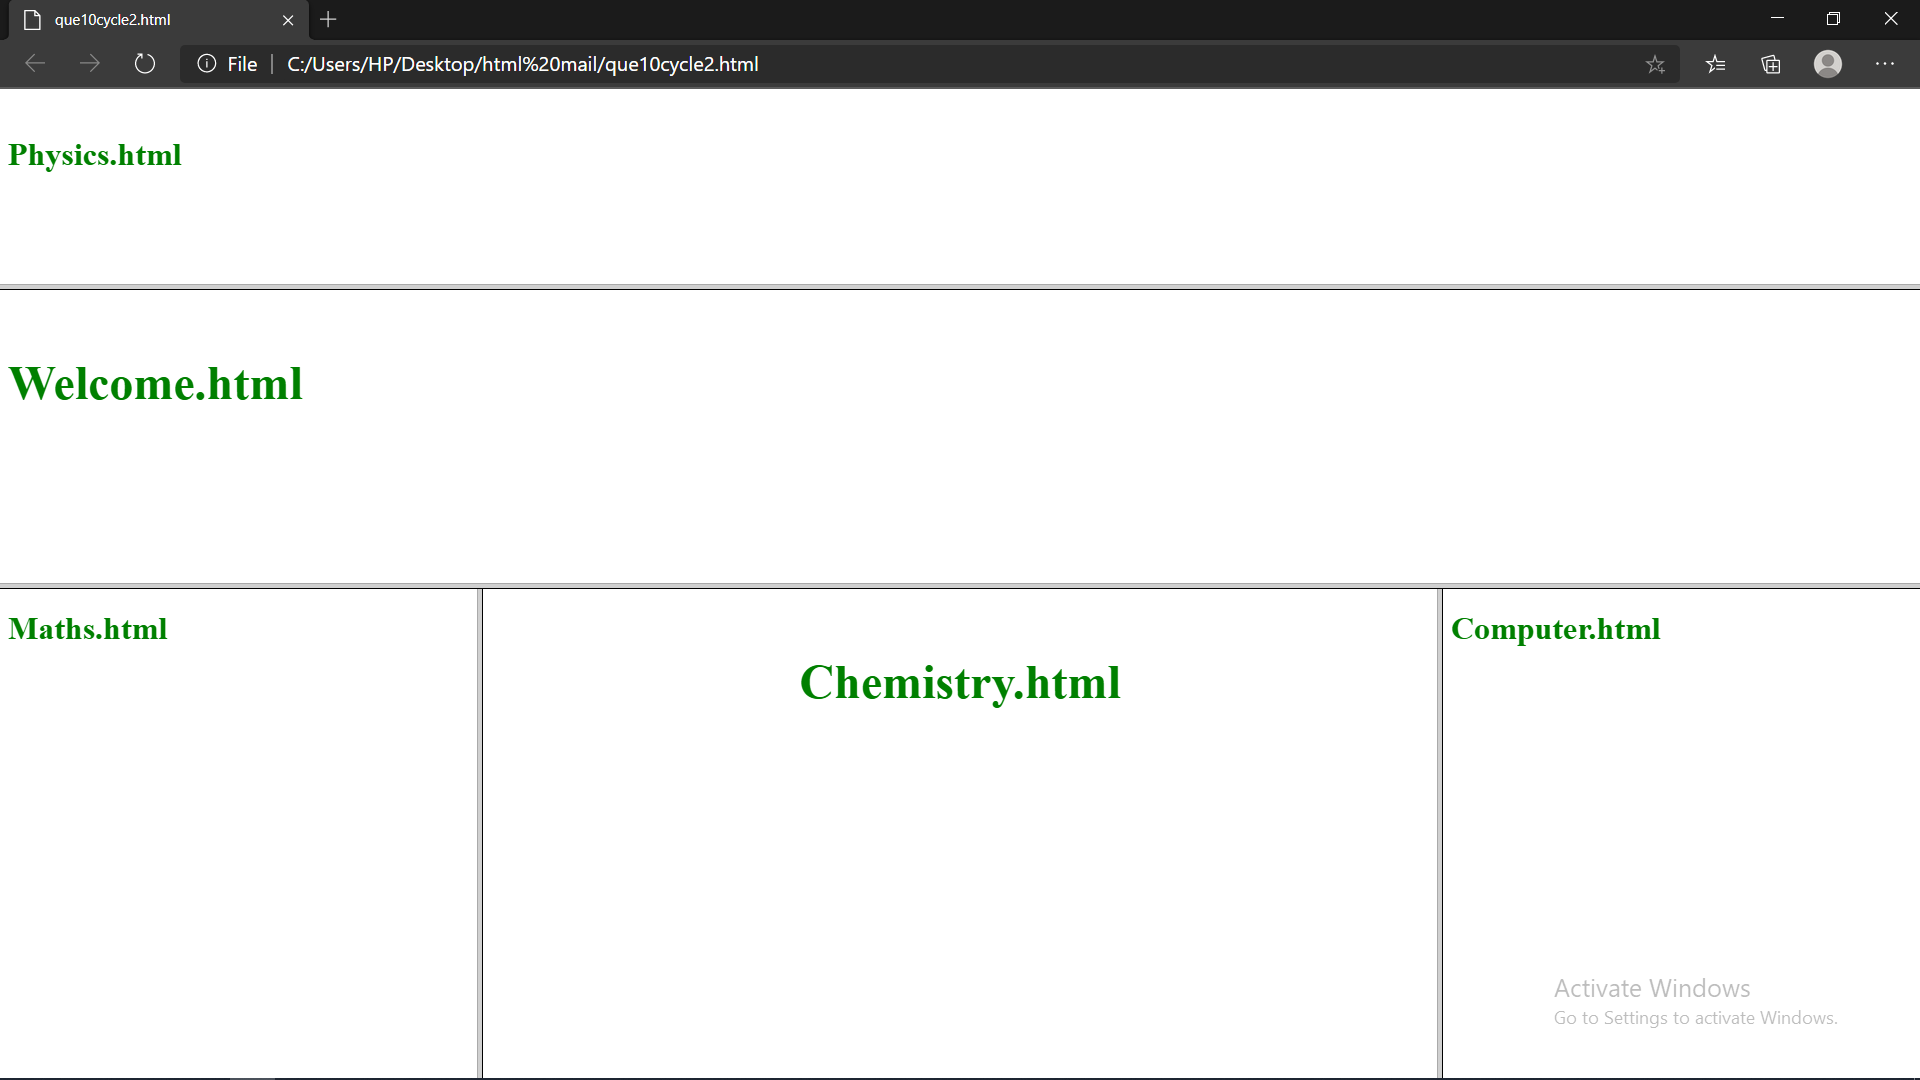 que10cycle2.html
File C:/Users/HP/Desktop/html%20mail/que10cycle2.html
Physics.html
Welcome.html
Maths.html
Chemistry.html
Computer.html
Activate Windows
Go to Settings to activate Windows.